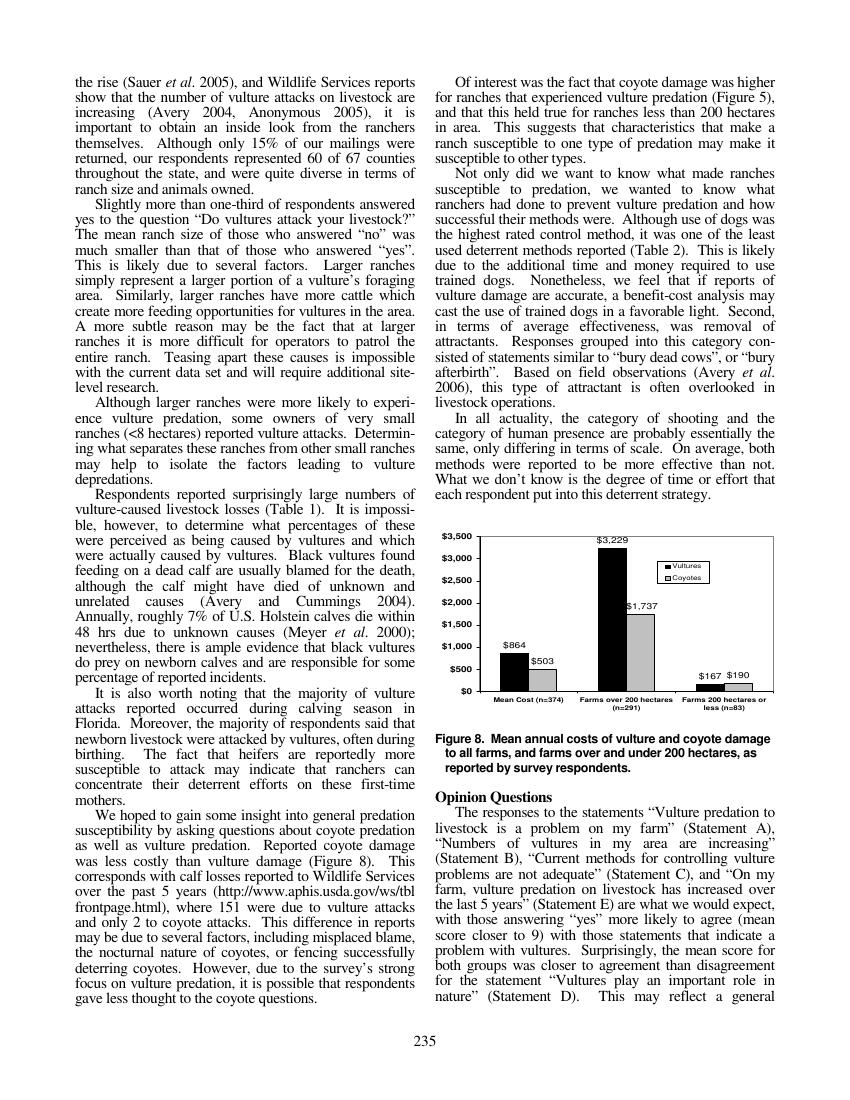 the rise (Sauer et al. 2005), and Wildlife Services reports
show that the number of vulture attacks on livestock are
increasing (Avery 2004, Anonymous 2005), it is
important to obtain an inside look from the ranchers
themselves. Although only 15% of our mailings were
returned, our respondents represented 60 of 67 counties
throughout the state, and were quite diverse in terms of
ranch size and animals owned.
Slightly more than one-third of respondents answered
yes to the question “Do vultures attack your livestock?”
The mean ranch size of those who answered “no” was
much smaller than that of those who answered “yes”.
This is likely due to several factors. Larger ranches
simply represent a larger portion of a vulture’s foraging
area. Similarly, larger ranches have more cattle which
create more feeding opportunities for vultures in the area.
A more subtle reason may be the fact that at larger
ranches it is more difficult for operators to patrol the
entire ranch. Teasing apart these causes is impossible
with the current data set and will require additional site-
level research.
Although larger ranches were more likely to experi-
ence vulture predation, some owners of very small
ranches (<8 hectares) reported vulture attacks. Determin-
ing what separates these ranches from other small ranches
may help to isolate the factors leading to vulture
depredations.
Respondents reported surprisingly large numbers of
vulture-caused livestock losses (Table 1). It is impossi-
ble, however, to determine what percentages of these
were perceived as being caused by vultures and which
were actually caused by vultures. Black vultures found
feeding on a dead calf are usually blamed for the death,
although the calf might have died of unknown and
unrelated causes (Avery and Cummings 2004).
Annually, roughly 7% of U.S. Holstein calves die within
48 hrs due to unknown causes (Meyer et al. 2000);
nevertheless, there is ample evidence that black vultures
do prey on newborn calves and are responsible for some
percentage of reported incidents.
It is also worth noting that the majority of vulture
attacks reported occurred during calving season in
Florida. Moreover, the majority of respondents said that
newborn livestock were attacked by vultures, often during
birthing. The fact that heifers are reportedly more
susceptible to attack may indicate that ranchers can
concentrate their deterrent efforts on these first-time
mothers.
We hoped to gain some insight into general predation
susceptibility by asking questions about coyote predation
as well as vulture predation. Reported coyote damage
was less costly than vulture damage (Figure 8). This
corresponds with calf losses reported to Wildlife Services
over the past 5 years (http://www.aphis.usda.gov/ws/tbl
frontpage.html), where 151 were due to vulture attacks
and only 2 to coyote attacks. This difference in reports
may be due to several factors, including misplaced blame,
the nocturnal nature of coyotes, or fencing successfully
deterring coyotes. However, due to the survey’s strong
focus on vulture predation, it is possible that respondents
gave less thought to the coyote questions.
Of interest was the fact that coyote damage was higher
for ranches that experienced vulture predation (Figure 5),
and that this held true for ranches less than 200 hectares
in area. This suggests that characteristics that make a
ranch susceptible to one type of predation may make it
susceptible to other types.
Not only did we want to know what made ranches
susceptible to predation, we wanted to know what
ranchers had done to prevent vulture predation and how
successful their methods were. Although use of dogs was
the highest rated control method, it was one of the least
used deterrent methods reported (Table 2). This is likely
due to the additional time and money required to use
trained dogs. Nonetheless, we feel that if reports of
vulture damage are accurate, a benefit-cost analysis may
cast the use of trained dogs in a favorable light. Second,
in terms of average effectiveness, was removal of
attractants. Responses grouped into this category con-
sisted of statements similar to “bury dead cows”, or “bury
afterbirth”. Based on field observations (Avery et al.
2006), this type of attractant is often overlooked in
livestock operations.
In all actuality, the category of shooting and the
category of human presence are probably essentially the
same, only differing in terms of scale. On average, both
methods were reported to be more effective than not.
What we don’t know is the degree of time or effort that
each respondent put into this deterrent strategy.
$3,500
$3,000
$2,500
$2,000
$1,500
$1,000
$500
$0
$864
$503
$3,229
$1,737
$167 $190
Vultures
Coyotes
Mean Cost (n=374)
Farms over 200 hectares
(n=291)
Farms 200 hectares or
less (n=83)
Figure 8. Mean annual costs of vulture and coyote damage
to all farms, and farms over and under 200 hectares, as
reported by survey respondents.
Opinion Questions
The responses to the statements “Vulture predation to
livestock is a problem on my farm” (Statement A),
“Numbers of vultures in my area are increasing”
(Statement B), “Current methods for controlling vulture
problems are not adequate” (Statement C), and “On my
farm, vulture predation on livestock has increased over
the last 5 years” (Statement E) are what we would expect,
with those answering “yes” more likely to agree (mean
score closer to 9) with those statements that indicate a
problem with vultures. Surprisingly, the mean score for
both groups was closer to agreement than disagreement
for the statement “Vultures play an important role in
nature” (Statement D). This may reflect a general
235